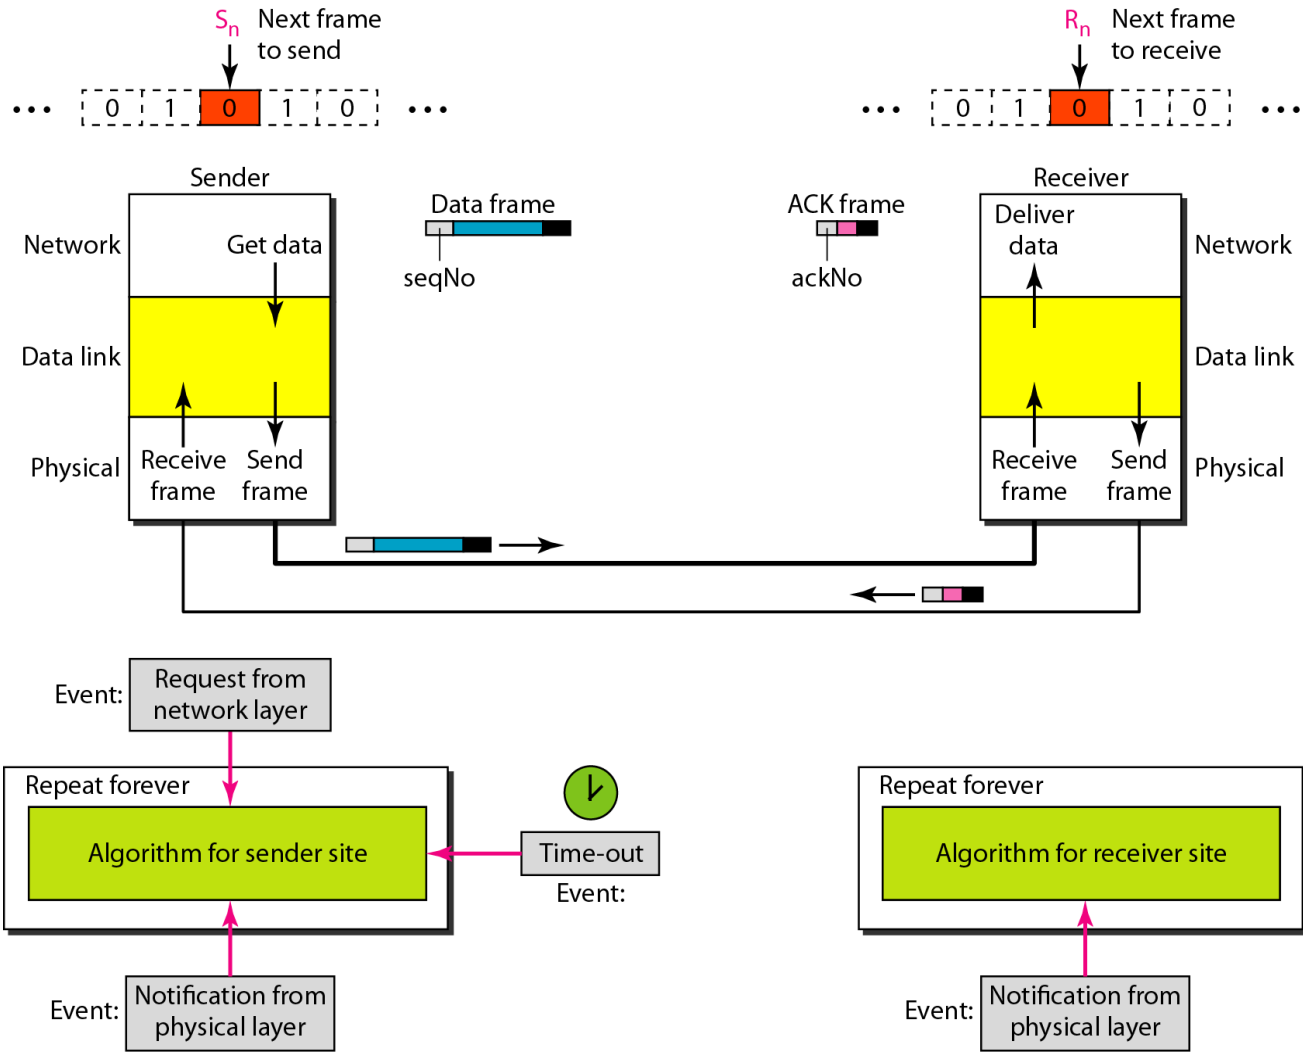 Sn Next frame
to send
Rn Next frame
to receive
... 0 1 0 1 0 ...
... 0 1 0 1 0 ...
Sender
Receiver
Data frame
seqNo
ACK frame
ackNo
Network
Get data
Deliver
data
Network
Data link
Data link
Physical
Receive
frame
Send
frame
Receive
frame
Send
frame
Physical
Event:
Request from
network layer
Repeat forever
Algorithm for sender site
Time-out
Event:
Event:
Notification from
physical layer
Repeat forever
Algorithm for receiver site
Event:
Notification from
physical layer